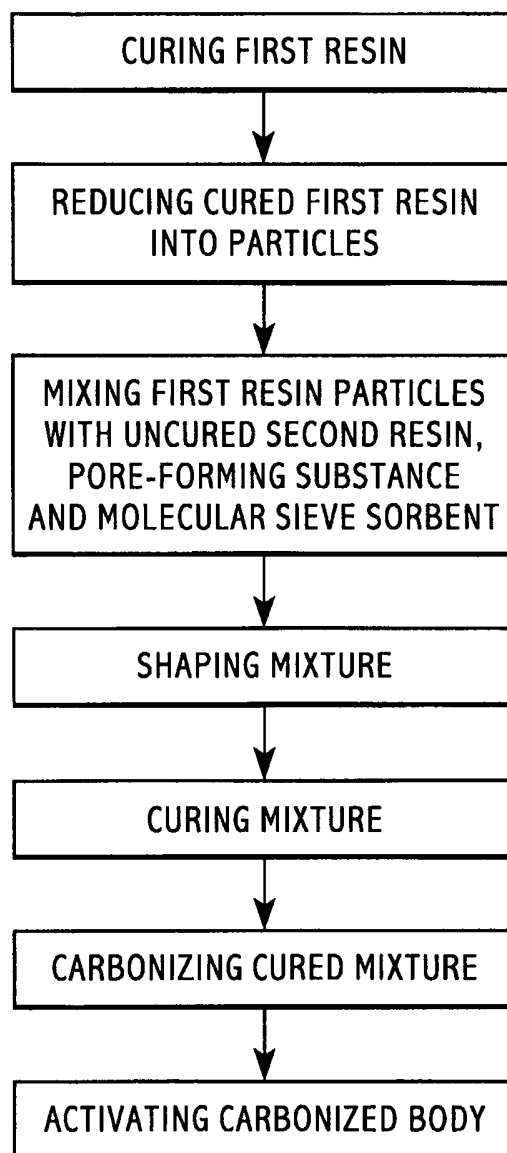 CURING FIRST RESIN
REDUCING CURED FIRST RESIN
INTO PARTICLES
MIXING FIRST RESIN PARTICLES
WITH UNCURED SECOND RESIN,
PORE-FORMING SUBSTANCE
AND MOLECULAR SIEVE SORBENT
SHAPING MIXTURE
CURING MIXTURE
CARBONIZING CURED MIXTURE
ACTIVATING CARBONIZED BODY